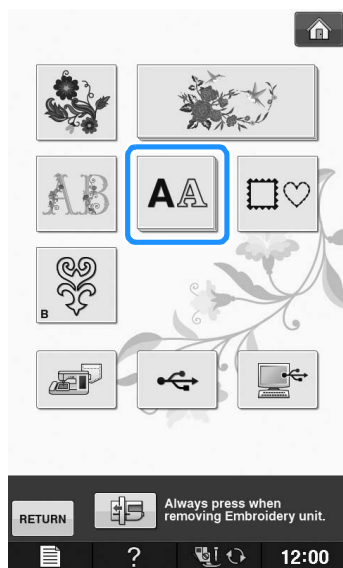 AB
AA
B
Always press when
removing Embroidery unit.
RETURN
?
12:00